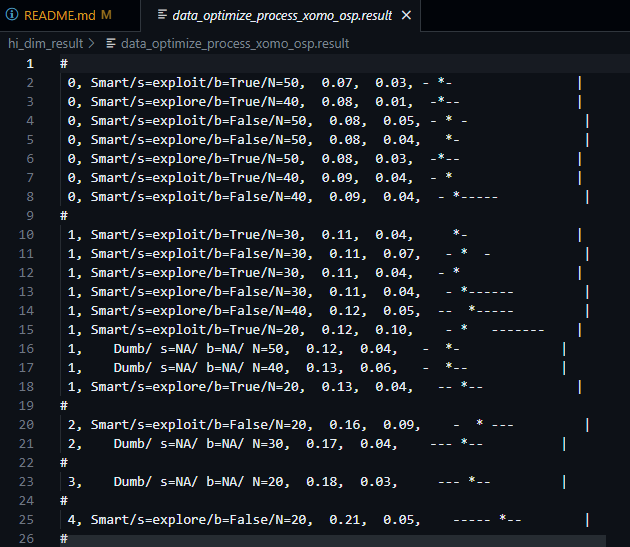 README.md M data_optimize_process_xomo_osp.result ×
hi_dim_result > data_optimize_process_xomo_osp.result
1 #
2 0, Smart/s=exploit/b=True/N=50,  0.07,  0.03, - *-                |
3 0, Smart/s=explore/b=True/N=40,  0.08,  0.01,  -*--               |
4 0, Smart/s=exploit/b=False/N=50,  0.08,  0.05, - * -               |
5 0, Smart/s=explore/b=False/N=50,  0.08,  0.04,   *-                |
6 0, Smart/s=explore/b=True/N=50,  0.08,  0.03,  -*--               |
7 0, Smart/s=exploit/b=True/N=40,  0.09,  0.04,  - *                |
8 0, Smart/s=exploit/b=False/N=40,  0.09,  0.04,  - *-----           |
9 #
10 1, Smart/s=exploit/b=True/N=30,  0.11,  0.04,     *-              |
11 1, Smart/s=exploit/b=False/N=30,  0.11,  0.07,   - *  -            |
12 1, Smart/s=explore/b=True/N=30,  0.11,  0.04,   - *               |
13 1, Smart/s=explore/b=False/N=30,  0.11,  0.04,   - *------         |
14 1, Smart/s=explore/b=False/N=40,  0.12,  0.05,  --  *-----         |
15 1, Smart/s=exploit/b=True/N=20,  0.12,  0.10,    - *   -------    |
16 1,    Dumb/ s=NA/ b=NA/ N=50,  0.12,  0.04,   -  *-             |
17 1,    Dumb/ s=NA/ b=NA/ N=40,  0.13,  0.06,   -  *--            |
18 1, Smart/s=explore/b=True/N=20,  0.13,  0.04,   -- *--            |
19 #
20 2, Smart/s=exploit/b=False/N=20,  0.16,  0.09,    -  * ---         |
21 2,    Dumb/ s=NA/ b=NA/ N=30,  0.17,  0.04,    --- *--          |
22 #
23 3,    Dumb/ s=NA/ b=NA/ N=20,  0.18,  0.03,     --- *--         |
24 #
25 4, Smart/s=explore/b=False/N=20,  0.21,  0.05,    ----- *--        |
26 #